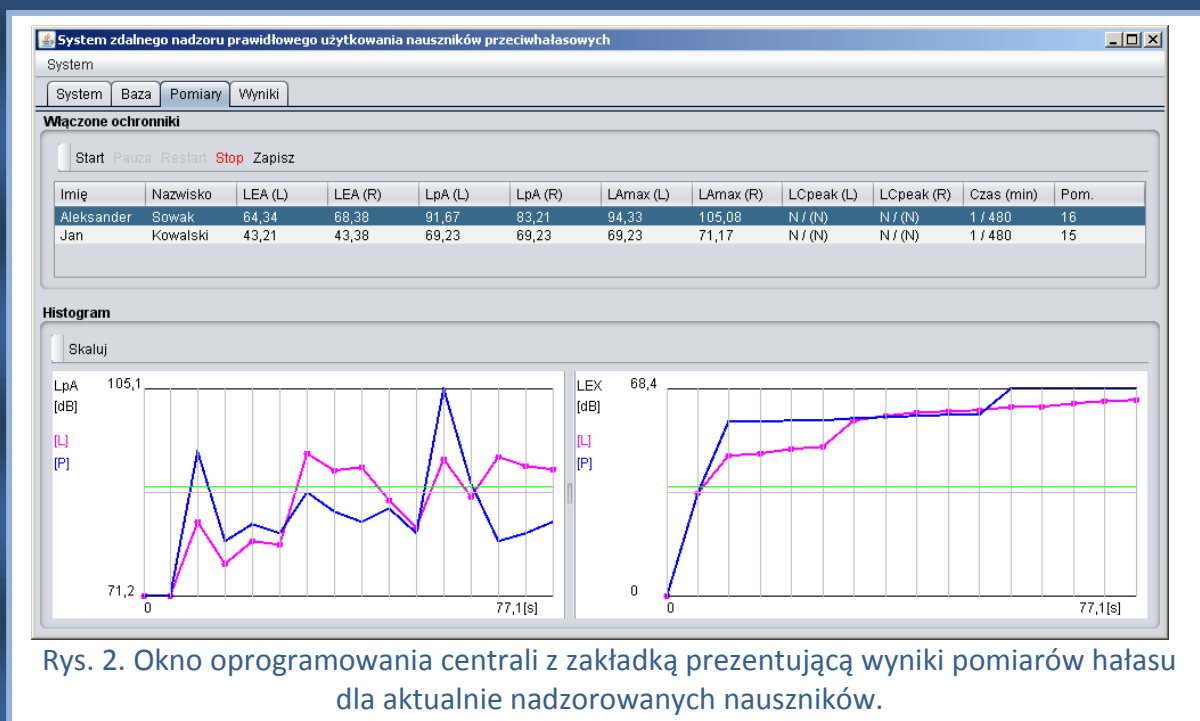 System zdalnego nadzoru prawidłowego użytkowania nauszników przeciwhałasowych
System
System Baza Pomiary Wyniki
Włączone ochronniki
Start Pauza Restart Stop Zapisz
Imię Nazwisko LEA (L) LEA (R) LpA (L) LpA (R) LAmax (L) LAmax (R) LCpeak (L) LCpeak (R) Czas (min) Pom.
Aleksander Sowak 64,34 68,38 91,67 83,21 94,33 105,08 N / (N) N / (N) 1 / 480 16
Jan Kowalski 43,21 43,38 69,23 69,23 69,23 71,17 N / (N) N / (N) 1 / 480 15
Histogram
Skaluj
LpA 105,1
[dB]
[L]
[P]
71,2
0 77,1[s]
LEX 68,4
[dB]
[L]
[P]
0
0 77,1[s]
Rys. 2. Okno oprogramowania centrali z zakładką prezentującą wyniki pomiarów hałasu
dla aktualnie nadzorowanych nauszników.